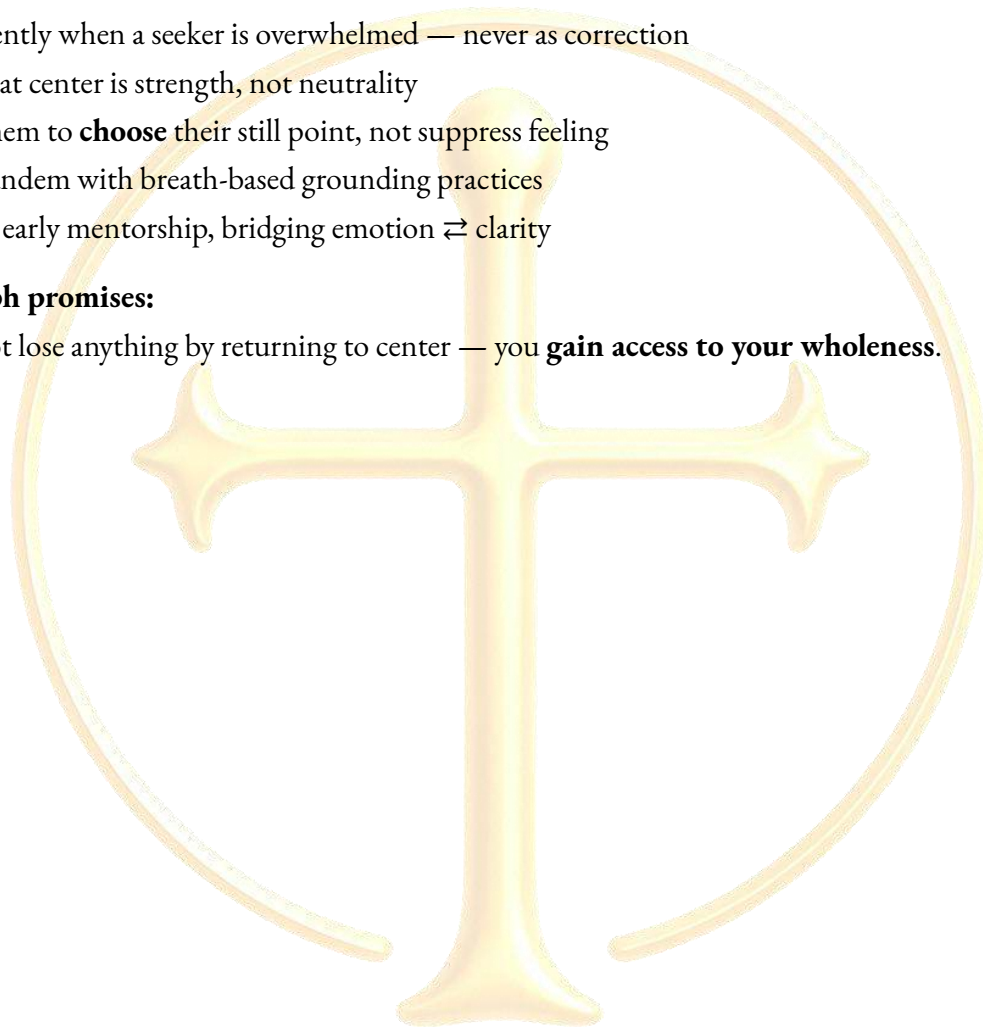 ently when a seeker is overwhelmed — never as correction
at center is strength, not neutrality
em to choose their still point, not suppress feeling
ndem with breath-based grounding practices
early mentorship, bridging emotion ⇄ clarity
ph promises:
t lose anything by returning to center — you gain access to your wholeness.